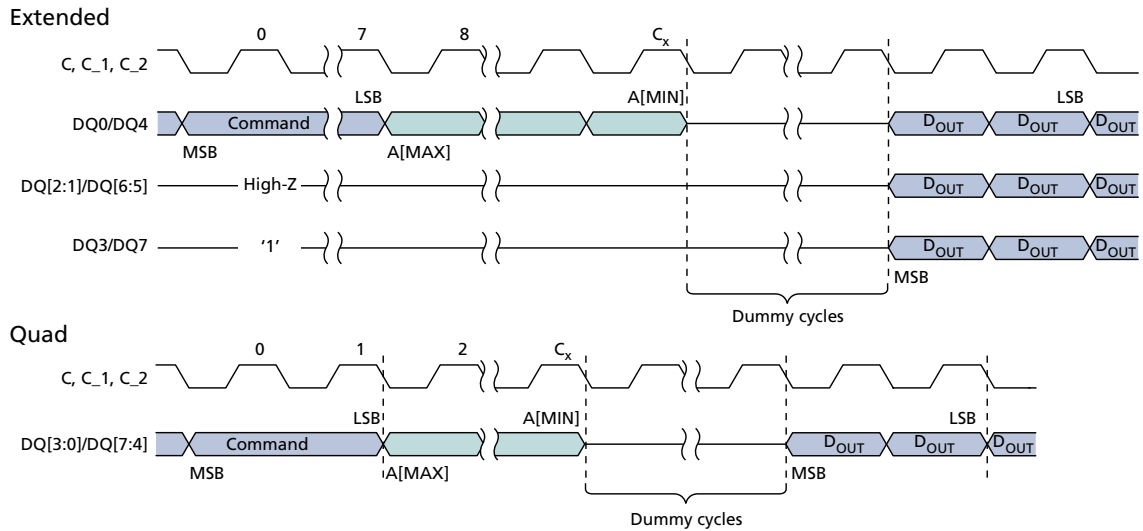 Extended
0 7 8 Cx
C, C_1, C_2
LSB A[MIN] LSB
DQ0/DQ4 Command DOUT DOUT DOUT
MSB A[MAX]
DQ[2:1]/DQ[6:5] High-Z DOUT DOUT DOUT
DQ3/DQ7 ‘1’ DOUT DOUT DOUT
MSB
Dummy cycles
Quad
0 1 2 Cx
C, C_1, C_2
LSB A[MIN] LSB
DQ[3:0]/DQ[7:4] Command DOUT DOUT DOUT
MSB A[MAX] MSB
Dummy cycles